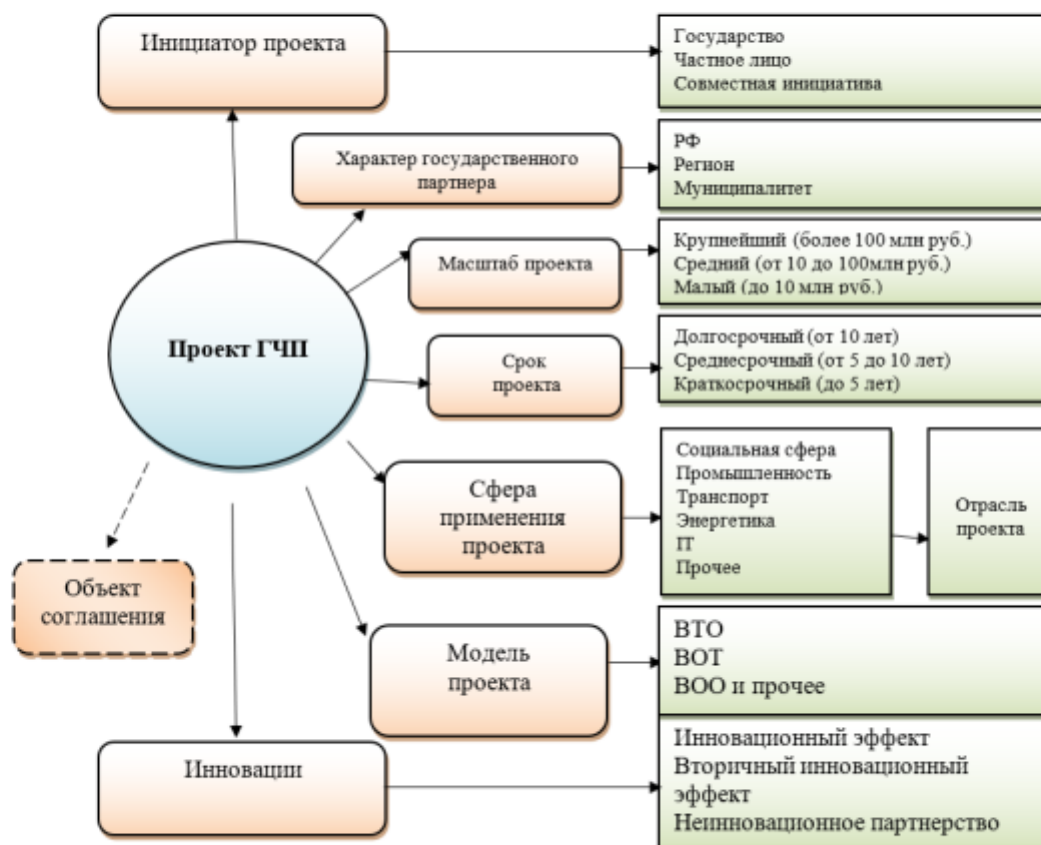 Инициатор проекта
Государство
Частное лицо
Совместная инициатива
Характер государственного
партнера
РФ
Регион
Муниципалитет
Масштаб проекта
Крупнейший (более 100 млн руб.)
Средний (от 10 до 100млн руб.)
Малый (до 10 млн руб.)
Проект ГЧП
Срок
проекта
Долгосрочный (от 10 лет)
Среднесрочный (от 5 до 10 лет)
Краткосрочный (до 5 лет)
Сфера
применения
проекта
Социальная сфера
Промышленность
Транспорт
Энергетика
IT
Прочее
Отрасль
проекта
Объект
соглашения
Модель
проекта
ВТО
ВОТ
ВОО и прочее
Инновации
Инновационный эффект
Вторичный инновационный
эффект
Неинновационное партнерство